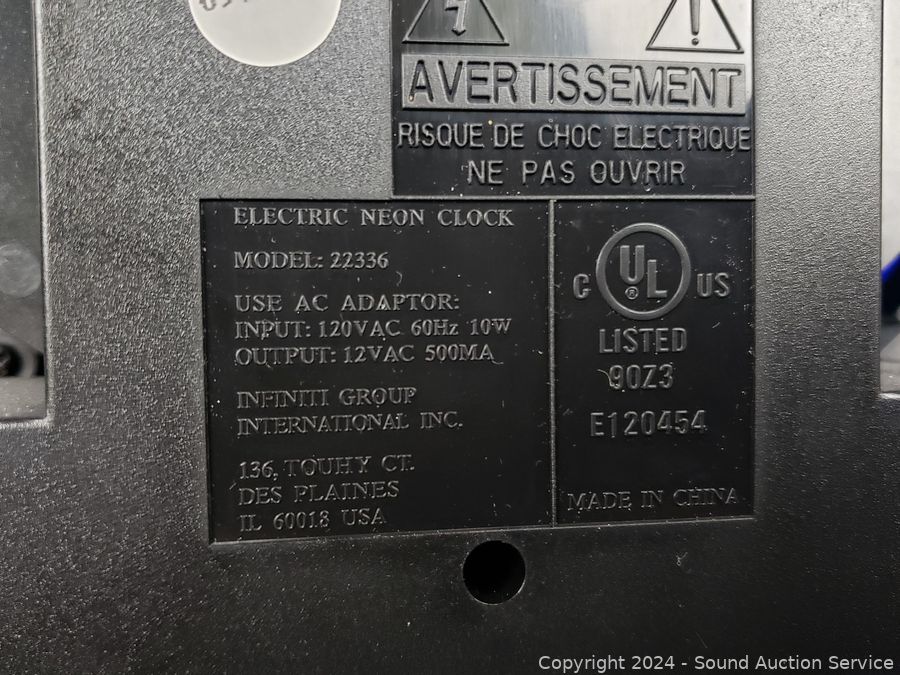 AVERTISSEMENT
RISQUE DE CHOC ELECTRIQUE
NE PAS OUVRIR
ELECTRIC NEON CLOCK
MODEL: 22336
USE AC ADAPTOR:
INPUT: 120VAC 60Hz 10W
OUTPUT: 12VAC 500MA
INFINITI GROUP
INTERNATIONAL INC.
136, TOUHY CT.
DES PLAINES
IL 60018 USA
C UL ® US
LISTED
90Z3
E120454
MADE IN CHINA
Copyright 2024 - Sound Auction Service